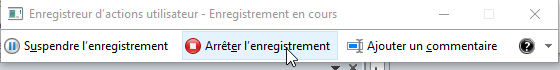 Enregistreur d'actions utilisateur - Enregistrement en cours
Suspendre l'enregistrement Arrêter l'enregistrement Ajouter un commentaire ?